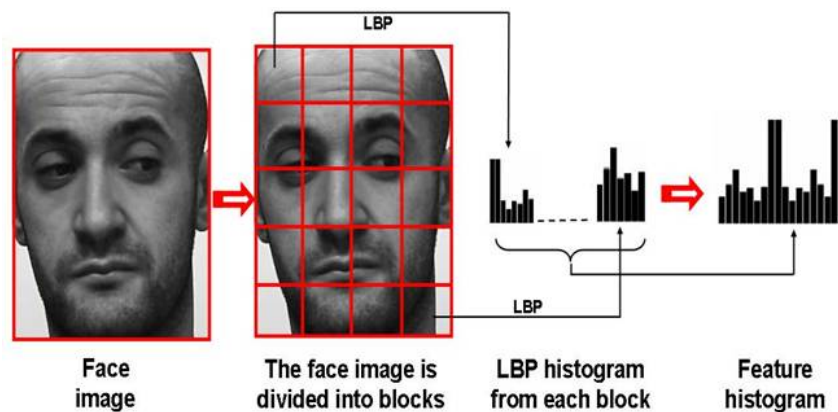 LBP
LBP
Face
image
The face image is
divided into blocks
LBP histogram
from each block
Feature
histogram